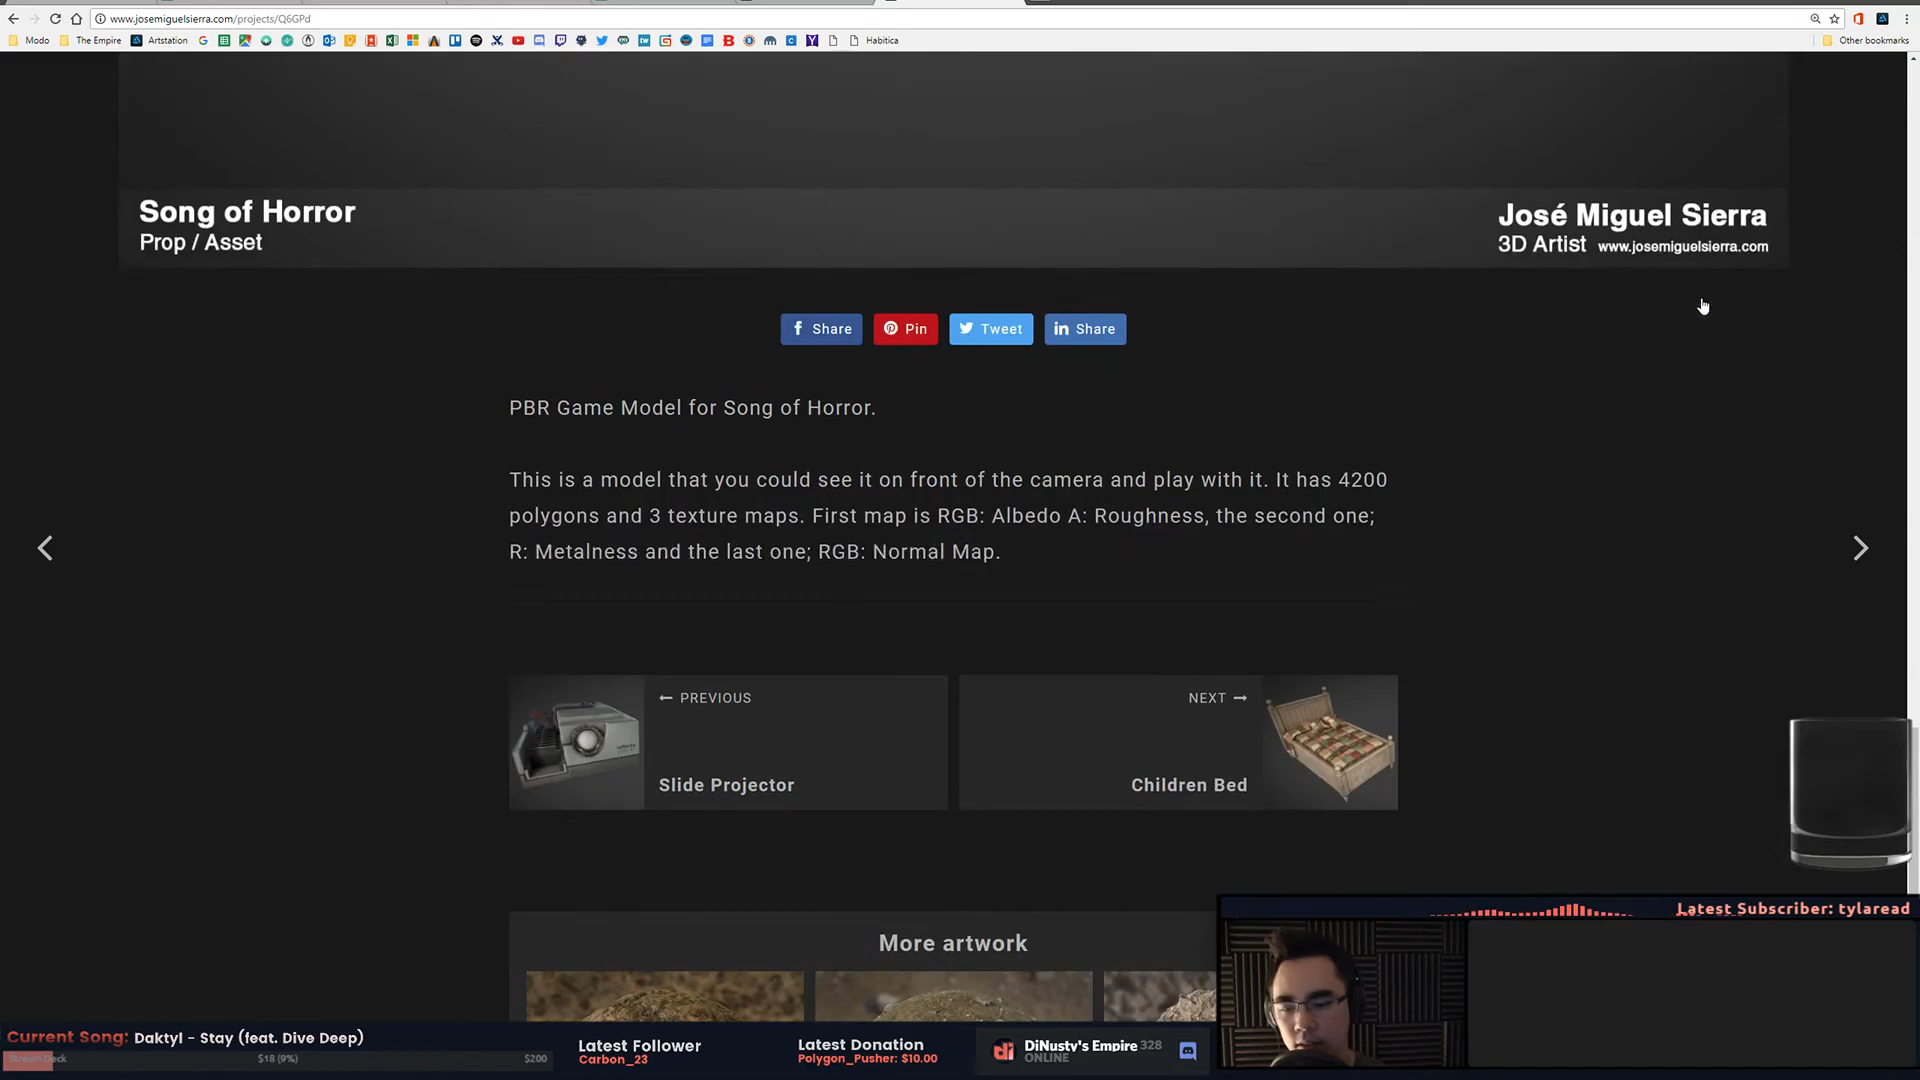 www.josemiguelsierra.com/projects/Q6GPd
Modo
The Empire
Artstation
Habitica
Other bookmarks
Song of Horror
José Miguel Sierra
Prop / Asset
3D Artist www.josemiguelsierra.com
Share
Pin
Tweet
Share
PBR Game Model for Song of Horror.
This is a model that you could see it on front of the camera and play with it. It has 4200
polygons and 3 texture maps. First map is RGB: Albedo A: Roughness, the second one;
R: Metalness and the last one; RGB: Normal Map.
← PREVIOUS
Slide Projector
NEXT →
Children Bed
More artwork
Latest Subscriber: tylaread
Current Song: Daktyl - Stay (feat. Dive Deep)
Stream Deck
$18 (9%)
$200
Latest Follower
Carbon_23
Latest Donation
Polygon_Pusher: $10.00
DiNusty's Empire 328
ONLINE